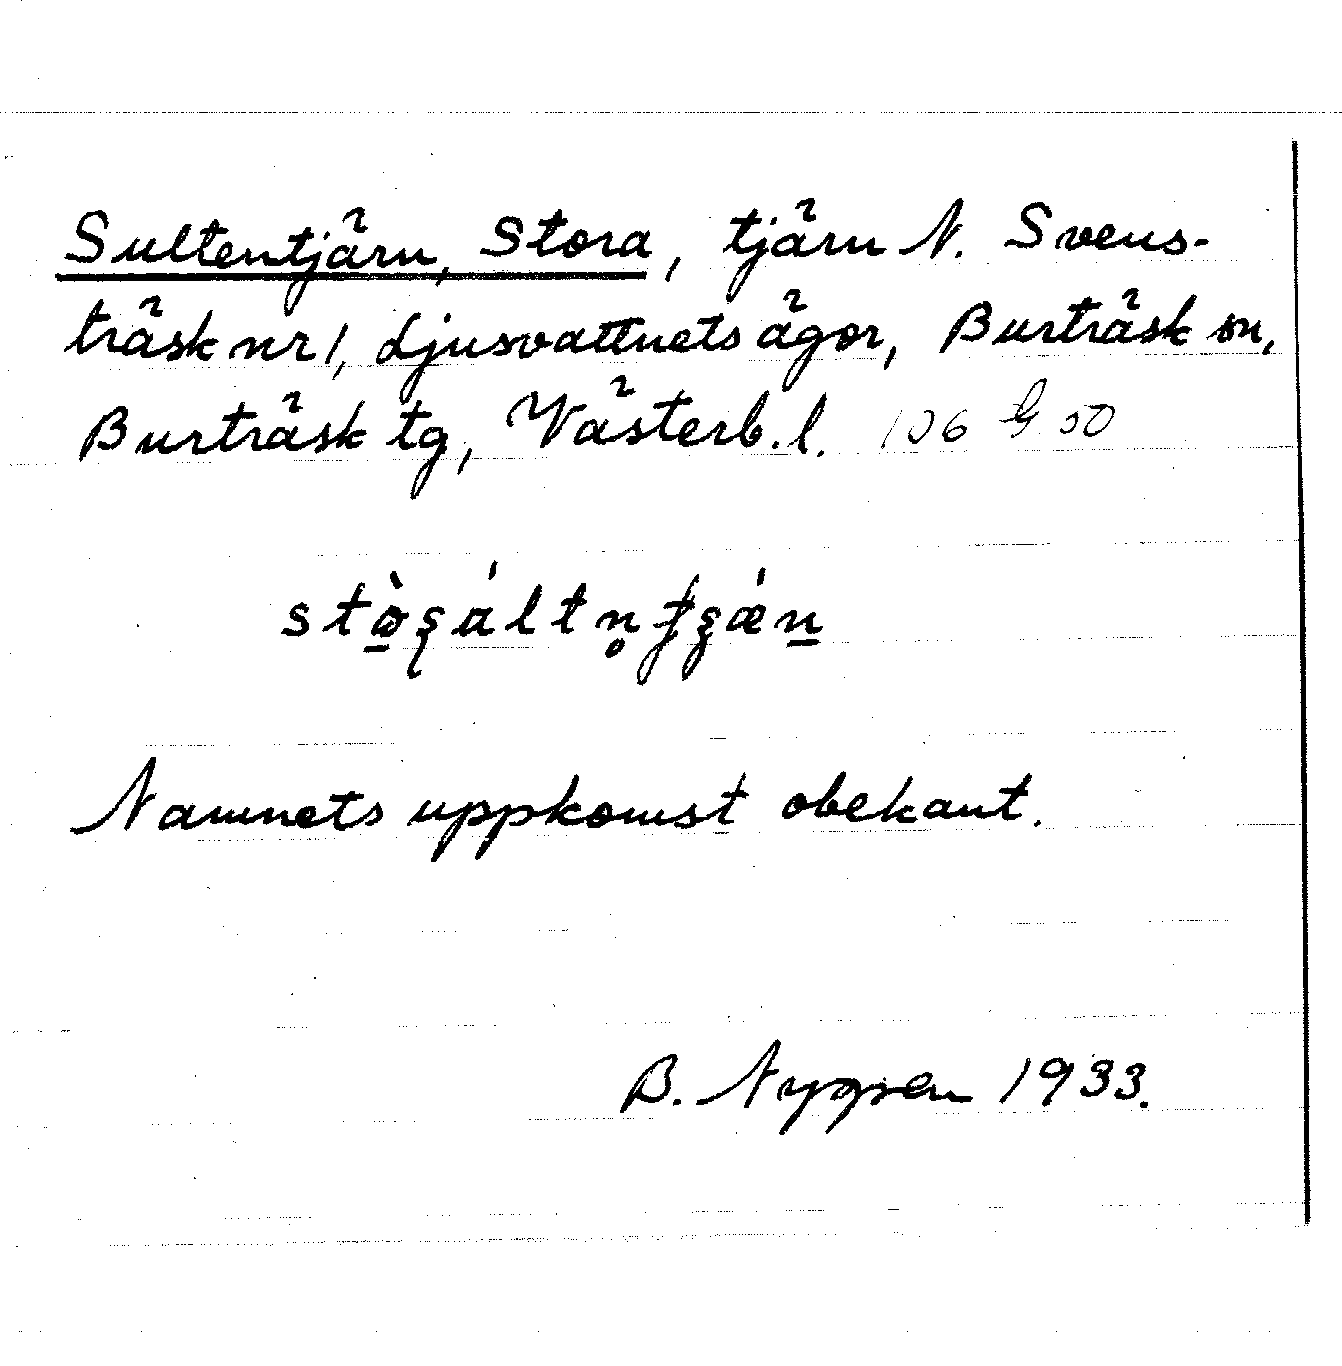 Sultentjärn, Stora, tjärn N. Svens-
träsk nr 1, Ljusvattnets ägor, Burträsk sn,
Burträsk tg, Västerb. l. 106 G 50
Namnets uppkomst obekant.
B. Nygren 1933.